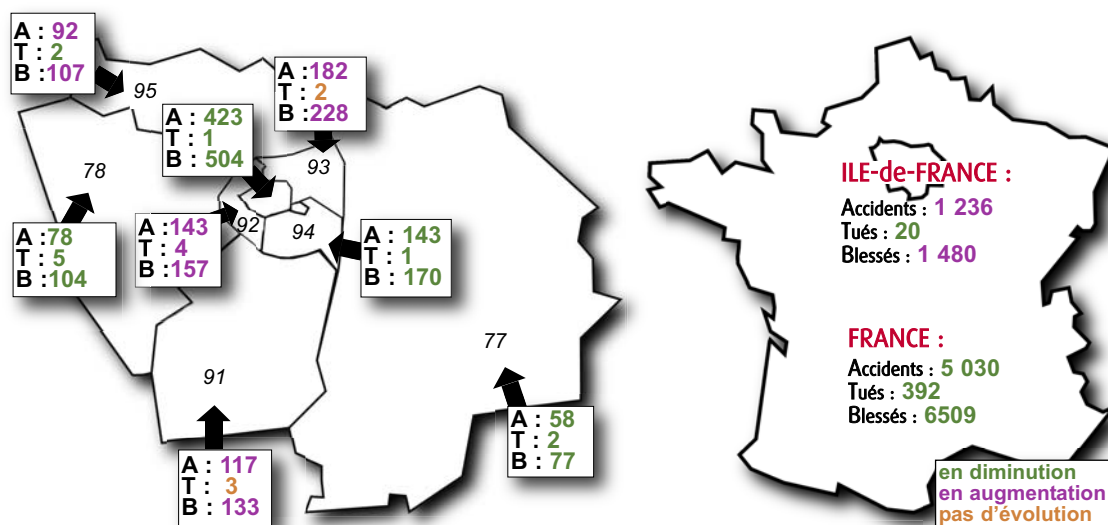 A : 92
T : 2
B :107
95
A :182
T : 2
B :228
A : 423
T : 1
B : 504
93
78
92
94
A :78
T : 5
B :104
A :143
T : 4
B :157
A : 143
T : 1
B : 170
77
91
A : 58
T : 2
B : 77
A : 117
T : 3
B : 133
ILE-de-FRANCE :
Accidents : 1 236
Tués : 20
Blessés : 1 480
FRANCE :
Accidents : 5 030
Tués : 392
Blessés : 6509
en diminution
en augmentation
pas d'évolution